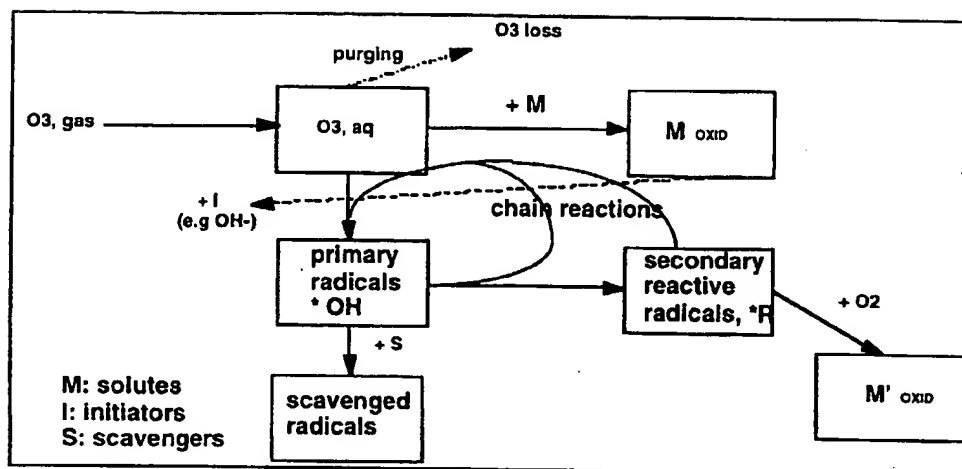 O3 loss
purging
+ M
O3, gas
O3, aq
M OXID
+ I
(e.g OH-)
chain reactions
primary
radicals
* OH
secondary
reactive
radicals, *R
+ O2
+ S
M: solutes
I: initiators
S: scavengers
scavenged
radicals
M' OXID